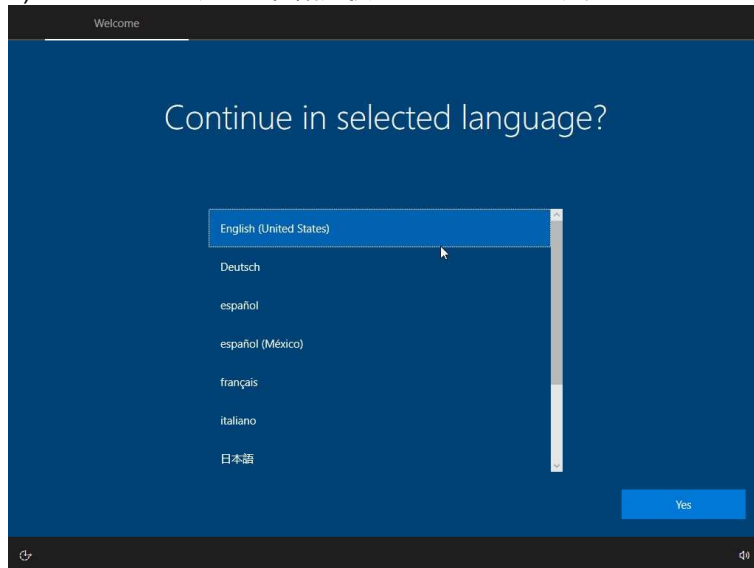 Welcome
Continue in selected language?
English (United States)
Deutsch
español
español (México)
français
italiano
日本語
Yes